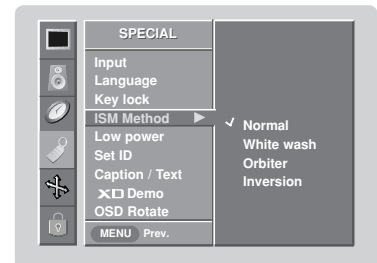 SPECIAL
Input
Language
Key lock
ISM Method
Low power
Set ID
Caption / Text
XD Demo
OSD Rotate
MENU Prev.
Normal
White wash
Orbiter
Inversion